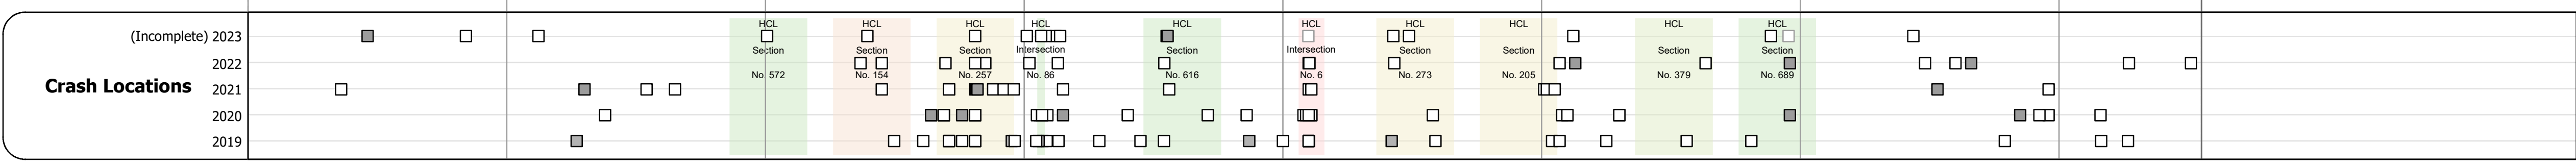 HCL HCL HCL HCL HCL HCL HCL HCL HCL HCL
(Incomplete) 2023
Section Section Section Intersection Section Intersection Section Section Section Section
2022
No. 572 No. 154 No. 257 No. 86 No. 616 No. 6 No. 273 No. 205 No. 379 No. 689
Crash Locations 2021
2020
2019